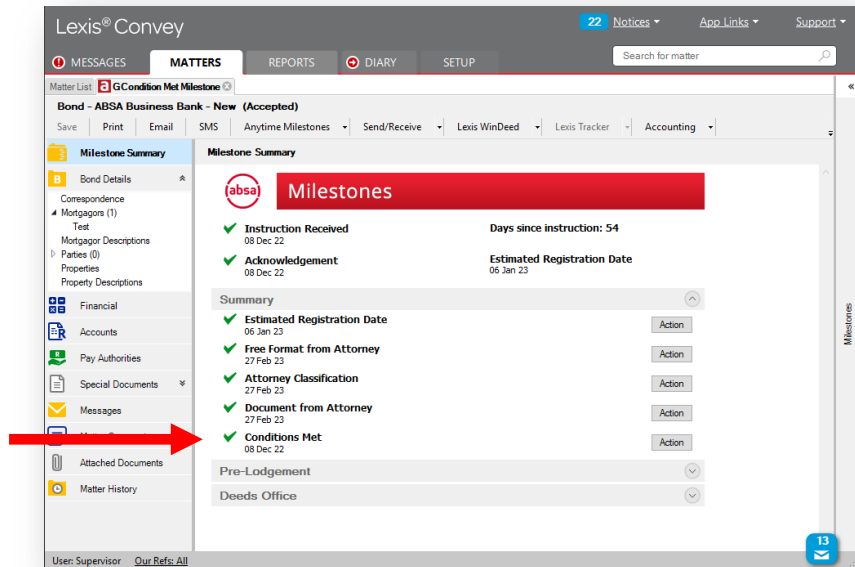 Lexis® Convey
22 Notices App Links Support
MESSAGES MATTERS REPORTS DIARY SETUP Search for matter
Matter List a GCondition Met Milestone
Bond - ABSA Business Bank - New (Accepted)
Save Print Email SMS Anytime Milestones Send/Receive Lexis WinDeed Lexis Tracker Accounting
3 Milestone Summary
B Bond Details
Correspondence
Mortgagors (1)
Test
Mortgagor Descriptions
Parties (0)
Properties
Property Descriptions
Financial
Accounts
Pay Authorities
Special Documents
Messages
Attached Documents
Matter History
Milestone Summary
absa Milestones
Instruction Received
08 Dec 22
Days since instruction: 54
Acknowledgement
08 Dec 22
Estimated Registration Date
06 Jan 23
Summary
Estimated Registration Date Action
06 Jan 23
Free Format from Attorney Action
27 Feb 23
Attorney Classification Action
27 Feb 23
Document from Attorney Action
27 Feb 23
Conditions Met Action
08 Dec 22
Pre-Lodgement
Deeds Office
Milestones
13
User: Supervisor Our Refs: All